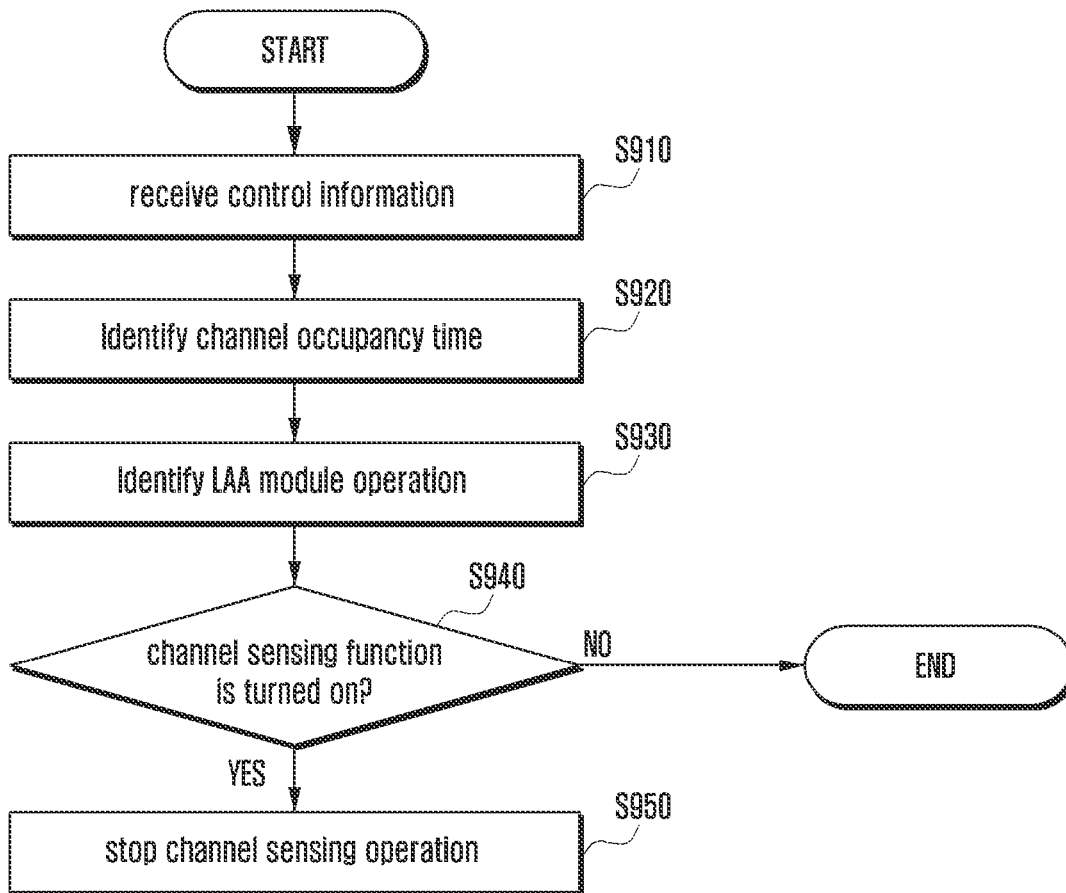 START
S910
receive control information
S920
Identify channel occupancy time
S930
Identify LAA module operation
S940
channel sensing function
is turned on?
NO
END
YES
S950
stop channel sensing operation